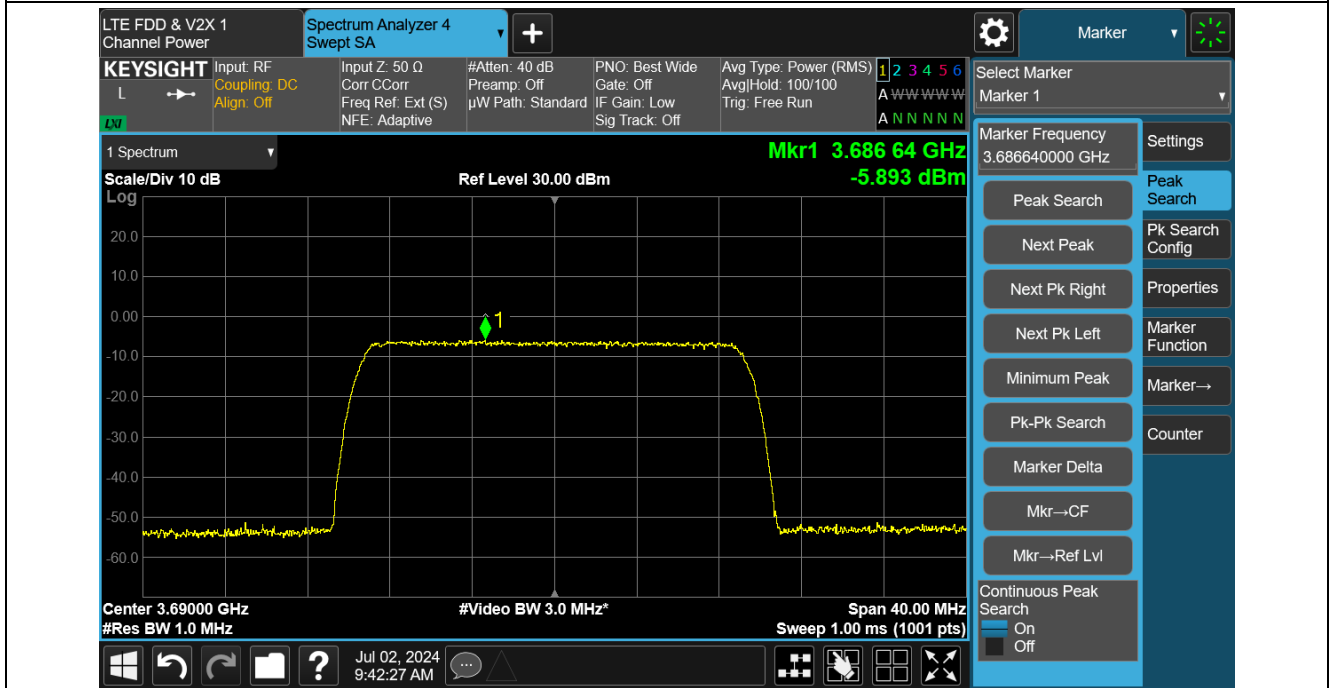 LTE FDD & V2X 1
Channel Power
Spectrum Analyzer 4
Swept SA
Marker
KEYSIGHT
L
LXI
Input: RF
Coupling: DC
Align: Off
Input Z: 50 Ω
Corr CCorr
Freq Ref: Ext (S)
NFE: Adaptive
#Atten: 40 dB
Preamp: Off
µW Path: Standard
PNO: Best Wide
Gate: Off
IF Gain: Low
Sig Track: Off
Avg Type: Power (RMS)
Avg|Hold: 100/100
Trig: Free Run
1 2 3 4 5 6
A W W W W W
A N N N N N
Select Marker
Marker 1
1 Spectrum
Mkr1 3.686 64 GHz
Scale/Div 10 dB
Ref Level 30.00 dBm
-5.893 dBm
Log
20.0
10.0
0.00
-10.0
-20.0
-30.0
-40.0
-50.0
-60.0
1
Center 3.69000 GHz
#Video BW 3.0 MHz*
Span 40.00 MHz
#Res BW 1.0 MHz
Sweep 1.00 ms (1001 pts)
Marker Frequency
3.686640000 GHz
Peak Search
Next Peak
Next Pk Right
Next Pk Left
Minimum Peak
Pk-Pk Search
Marker Delta
Mkr→CF
Mkr→Ref Lvl
Continuous Peak
Search
On
Off
Settings
Peak
Search
Pk Search
Config
Properties
Marker
Function
Marker→
Counter
?
Jul 02, 2024
9:42:27 AM